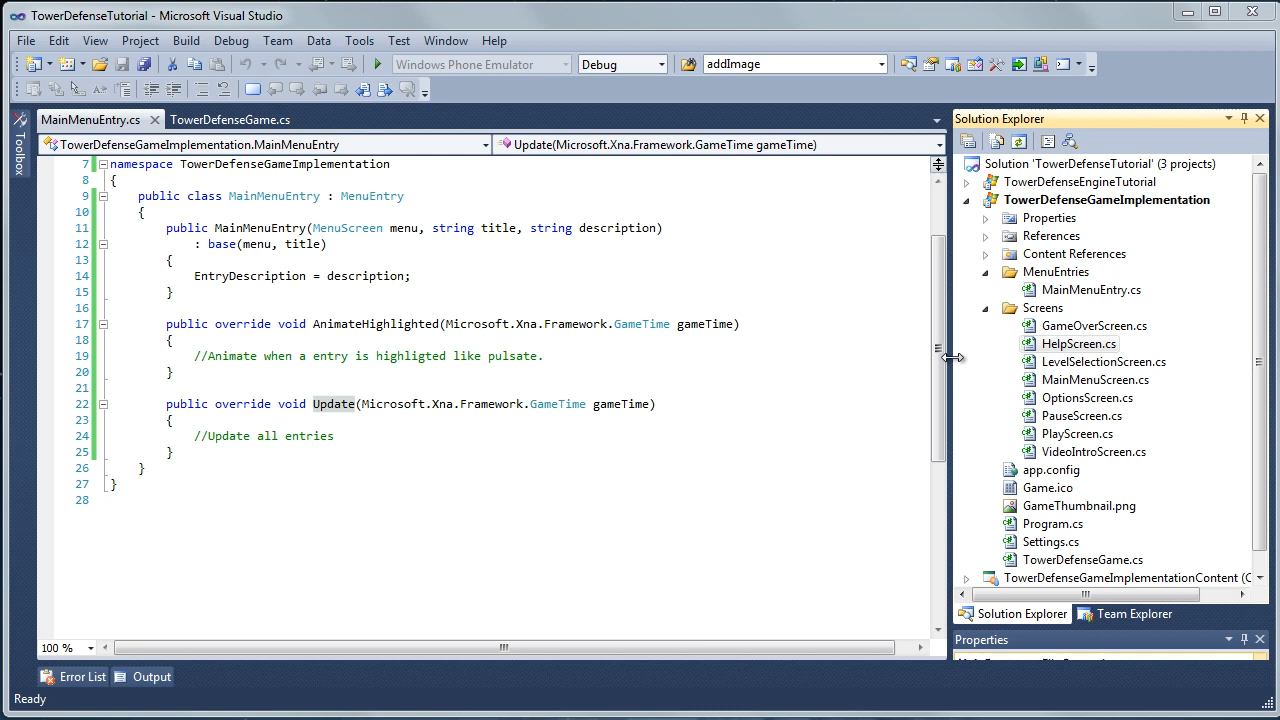 TowerDefenseTutorial - Microsoft Visual Studio
File Edit View Project Build Debug Team Data Tools Test Window Help
Windows Phone Emulator Debug addImage
MainMenuEntry.cs TowerDefenseGame.cs
TowerDefenseGameImplementation.MainMenuEntry Update(Microsoft.Xna.Framework.GameTime gameTime)
Toolbox
7 namespace TowerDefenseGameImplementation
8 {
9 public class MainMenuEntry : MenuEntry
10 {
11 public MainMenuEntry(MenuScreen menu, string title, string description)
12 : base(menu, title)
13 {
14 EntryDescription = description;
15 }
16
17 public override void AnimateHighlighted(Microsoft.Xna.Framework.GameTime gameTime)
18 {
19 //Animate when a entry is highligted like pulsate.
20 }
21
22 public override void Update(Microsoft.Xna.Framework.GameTime gameTime)
23 {
24 //Update all entries
25 }
26 }
27 }
28
100 %
Error List Output
Ready
Solution Explorer
Solution 'TowerDefenseTutorial' (3 projects)
TowerDefenseEngineTutorial
TowerDefenseGameImplementation
Properties
References
Content References
MenuEntries
MainMenuEntry.cs
Screens
GameOverScreen.cs
HelpScreen.cs
LevelSelectionScreen.cs
MainMenuScreen.cs
OptionsScreen.cs
PauseScreen.cs
PlayScreen.cs
VideoIntroScreen.cs
app.config
Game.ico
GameThumbnail.png
Program.cs
Settings.cs
TowerDefenseGame.cs
TowerDefenseGameImplementationContent (C
Solution Explorer Team Explorer
Properties